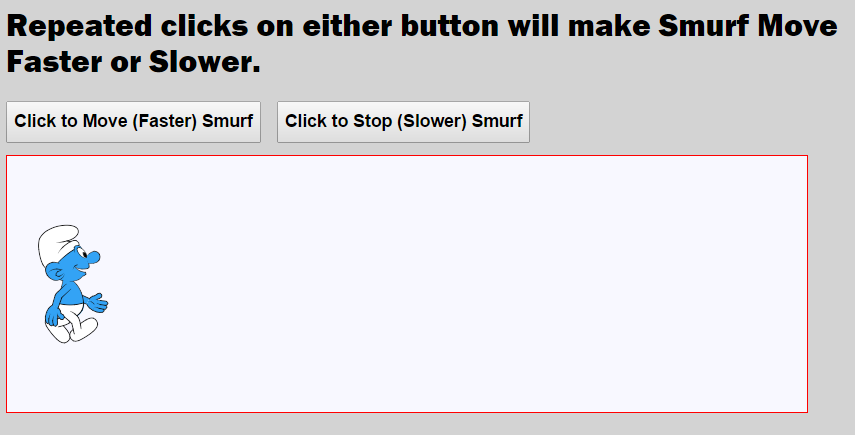 Repeated clicks on either button will make Smurf Move
Faster or Slower.
Click to Move (Faster) Smurf
Click to Stop (Slower) Smurf